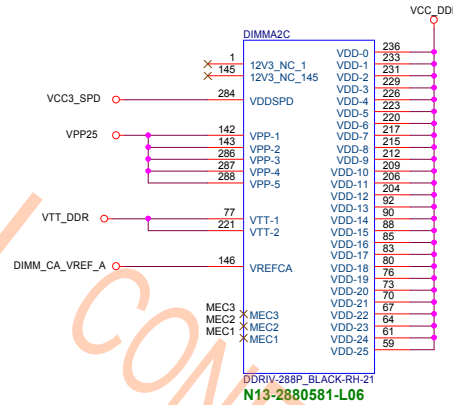 VCC_DD
DIMMA2C
1 12V3_NC_1
145 12V3_NC_145
VCC3_SPD 284 VDDSPD
VPP25 142 VPP-1
143 VPP-2
286 VPP-3
287 VPP-4
288 VPP-5
VTT_DDR 77 VTT-1
221 VTT-2
DIMM_CA_VREF_A 146 VREFCA
MEC3 MEC3
MEC2 MEC2
MEC1 MEC1
VDD-0 236
VDD-1 233
VDD-2 231
VDD-3 229
VDD-4 226
VDD-5 223
VDD-6 220
VDD-7 217
VDD-8 215
VDD-9 212
VDD-10 209
VDD-11 206
VDD-12 204
VDD-13 92
VDD-14 90
VDD-15 88
VDD-16 85
VDD-17 83
VDD-18 80
VDD-19 76
VDD-20 73
VDD-21 70
VDD-22 67
VDD-23 64
VDD-24 61
VDD-25 59
DDRIV-288P_BLACK-RH-21
N13-2880581-L06